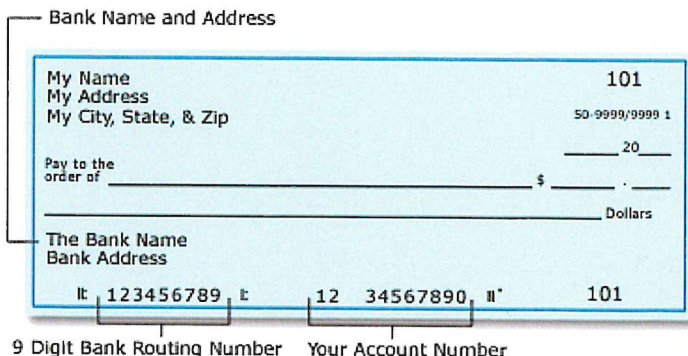 Bank Name and Address
My Name 101
My Address
My City, State, & Zip 50-9999/9999 1
20
Pay to the
order of $ .
Dollars
The Bank Name
Bank Address
⑆ 123456789 ⑆ 12 34567890 ⑈ 101
9 Digit Bank Routing Number Your Account Number